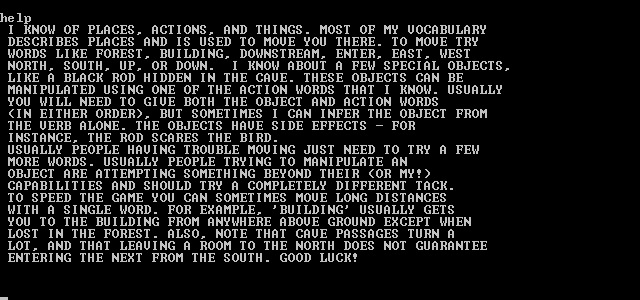 help
I KNOW OF PLACES, ACTIONS, AND THINGS. MOST OF MY VOCABULARY
DESCRIBES PLACES AND IS USED TO MOVE YOU THERE. TO MOVE TRY
WORDS LIKE FOREST, BUILDING, DOWNSTREAM, ENTER, EAST, WEST
NORTH, SOUTH, UP, OR DOWN.  I KNOW ABOUT A FEW SPECIAL OBJECTS,
LIKE A BLACK ROD HIDDEN IN THE CAVE. THESE OBJECTS CAN BE
MANIPULATED USING ONE OF THE ACTION WORDS THAT I KNOW. USUALLY
YOU WILL NEED TO GIVE BOTH THE OBJECT AND ACTION WORDS
(IN EITHER ORDER), BUT SOMETIMES I CAN INFER THE OBJECT FROM
THE VERB ALONE. THE OBJECTS HAVE SIDE EFFECTS - FOR
INSTANCE, THE ROD SCARES THE BIRD.
USUALLY PEOPLE HAVING TROUBLE MOVING JUST NEED TO TRY A FEW
MORE WORDS. USUALLY PEOPLE TRYING TO MANIPULATE AN
OBJECT ARE ATTEMPTING SOMETHING BEYOND THEIR (OR MY!)
CAPABILITIES AND SHOULD TRY A COMPLETELY DIFFERENT TACK.
TO SPEED THE GAME YOU CAN SOMETIMES MOVE LONG DISTANCES
WITH A SINGLE WORD. FOR EXAMPLE, 'BUILDING' USUALLY GETS
YOU TO THE BUILDING FROM ANYWHERE ABOVE GROUND EXCEPT WHEN
LOST IN THE FOREST. ALSO, NOTE THAT CAVE PASSAGES TURN A
LOT, AND THAT LEAVING A ROOM TO THE NORTH DOES NOT GUARANTEE
ENTERING THE NEXT FROM THE SOUTH. GOOD LUCK!